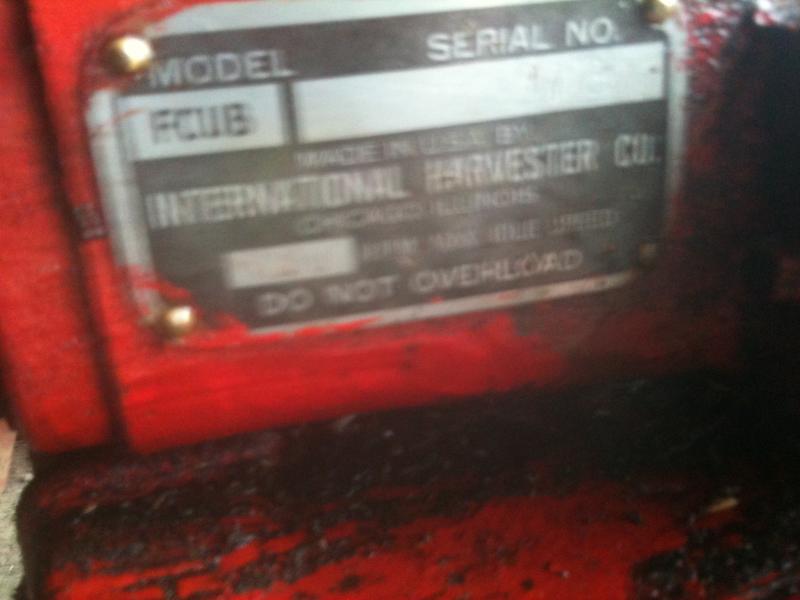 MODEL SERIAL NO.
FCUB
MADE IN U.S.A. BY
INTERNATIONAL HARVESTER CO.
CHICAGO ILLINOIS
DO NOT OVERLOAD